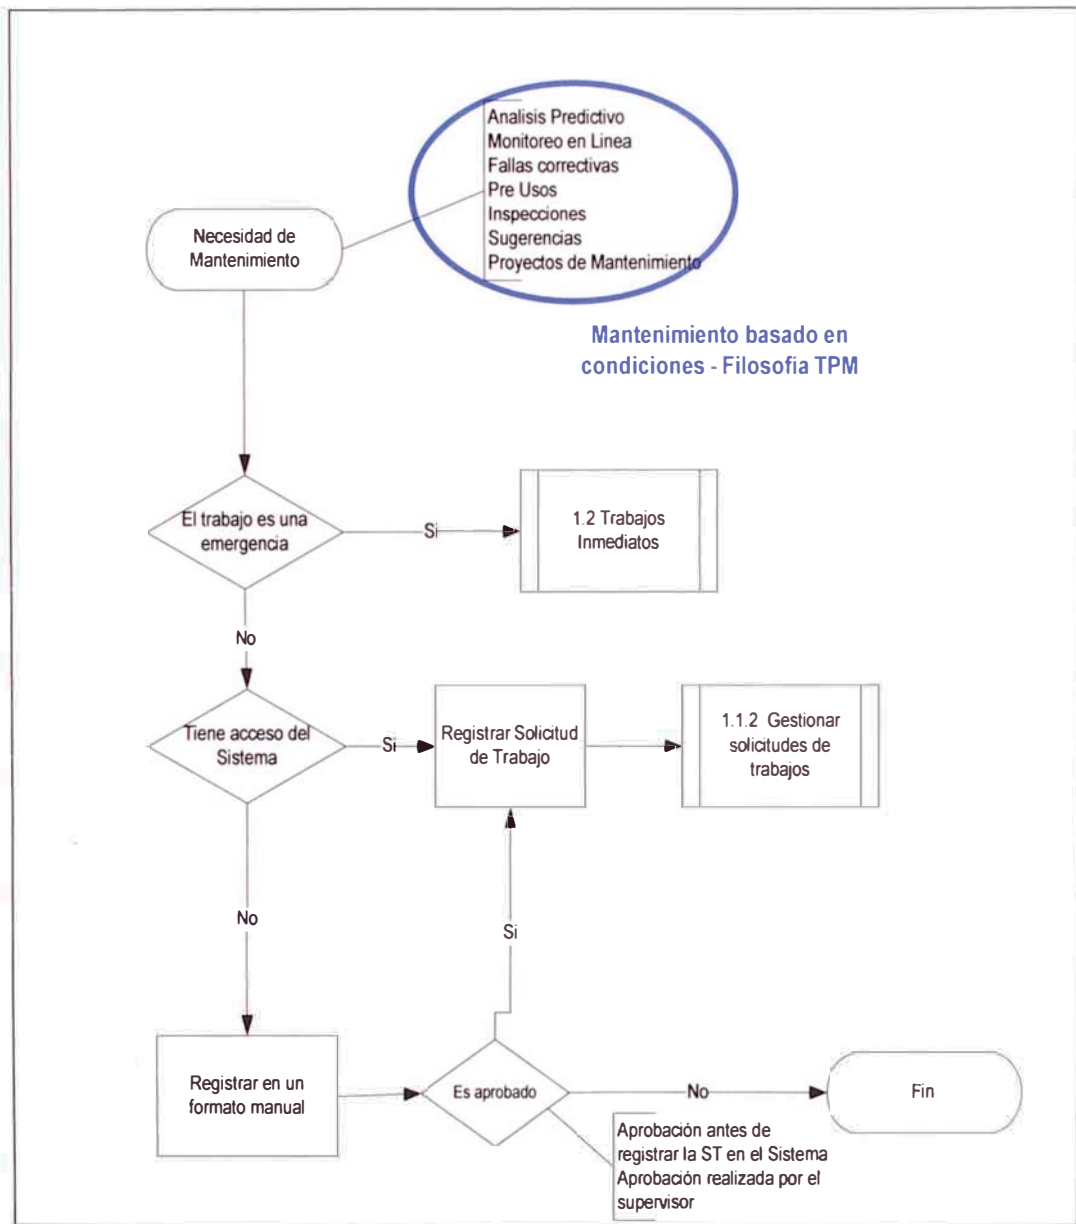 Analisis Predictivo
Monitoreo en Linea
Fallas correctivas
Pre Usos
Inspecciones
Sugerencias
Proyectos de Mantenimiento
Necesidad de
Mantenimiento
Mantenimiento basado en
condiciones - Filosofia TPM
El trabajo es una
emergencia
Si
1.2 Trabajos
Inmediatos
No
Tiene acceso del
Sistema
Si
Registrar Solicitud
de Trabajo
1.1.2 Gestionar
solicitudes de
trabajos
No
Si
Registrar en un
formato manual
Es aprobado
No
Fin
Aprobación antes de
registrar la ST en el Sistema
Aprobación realizada por el
supervisor